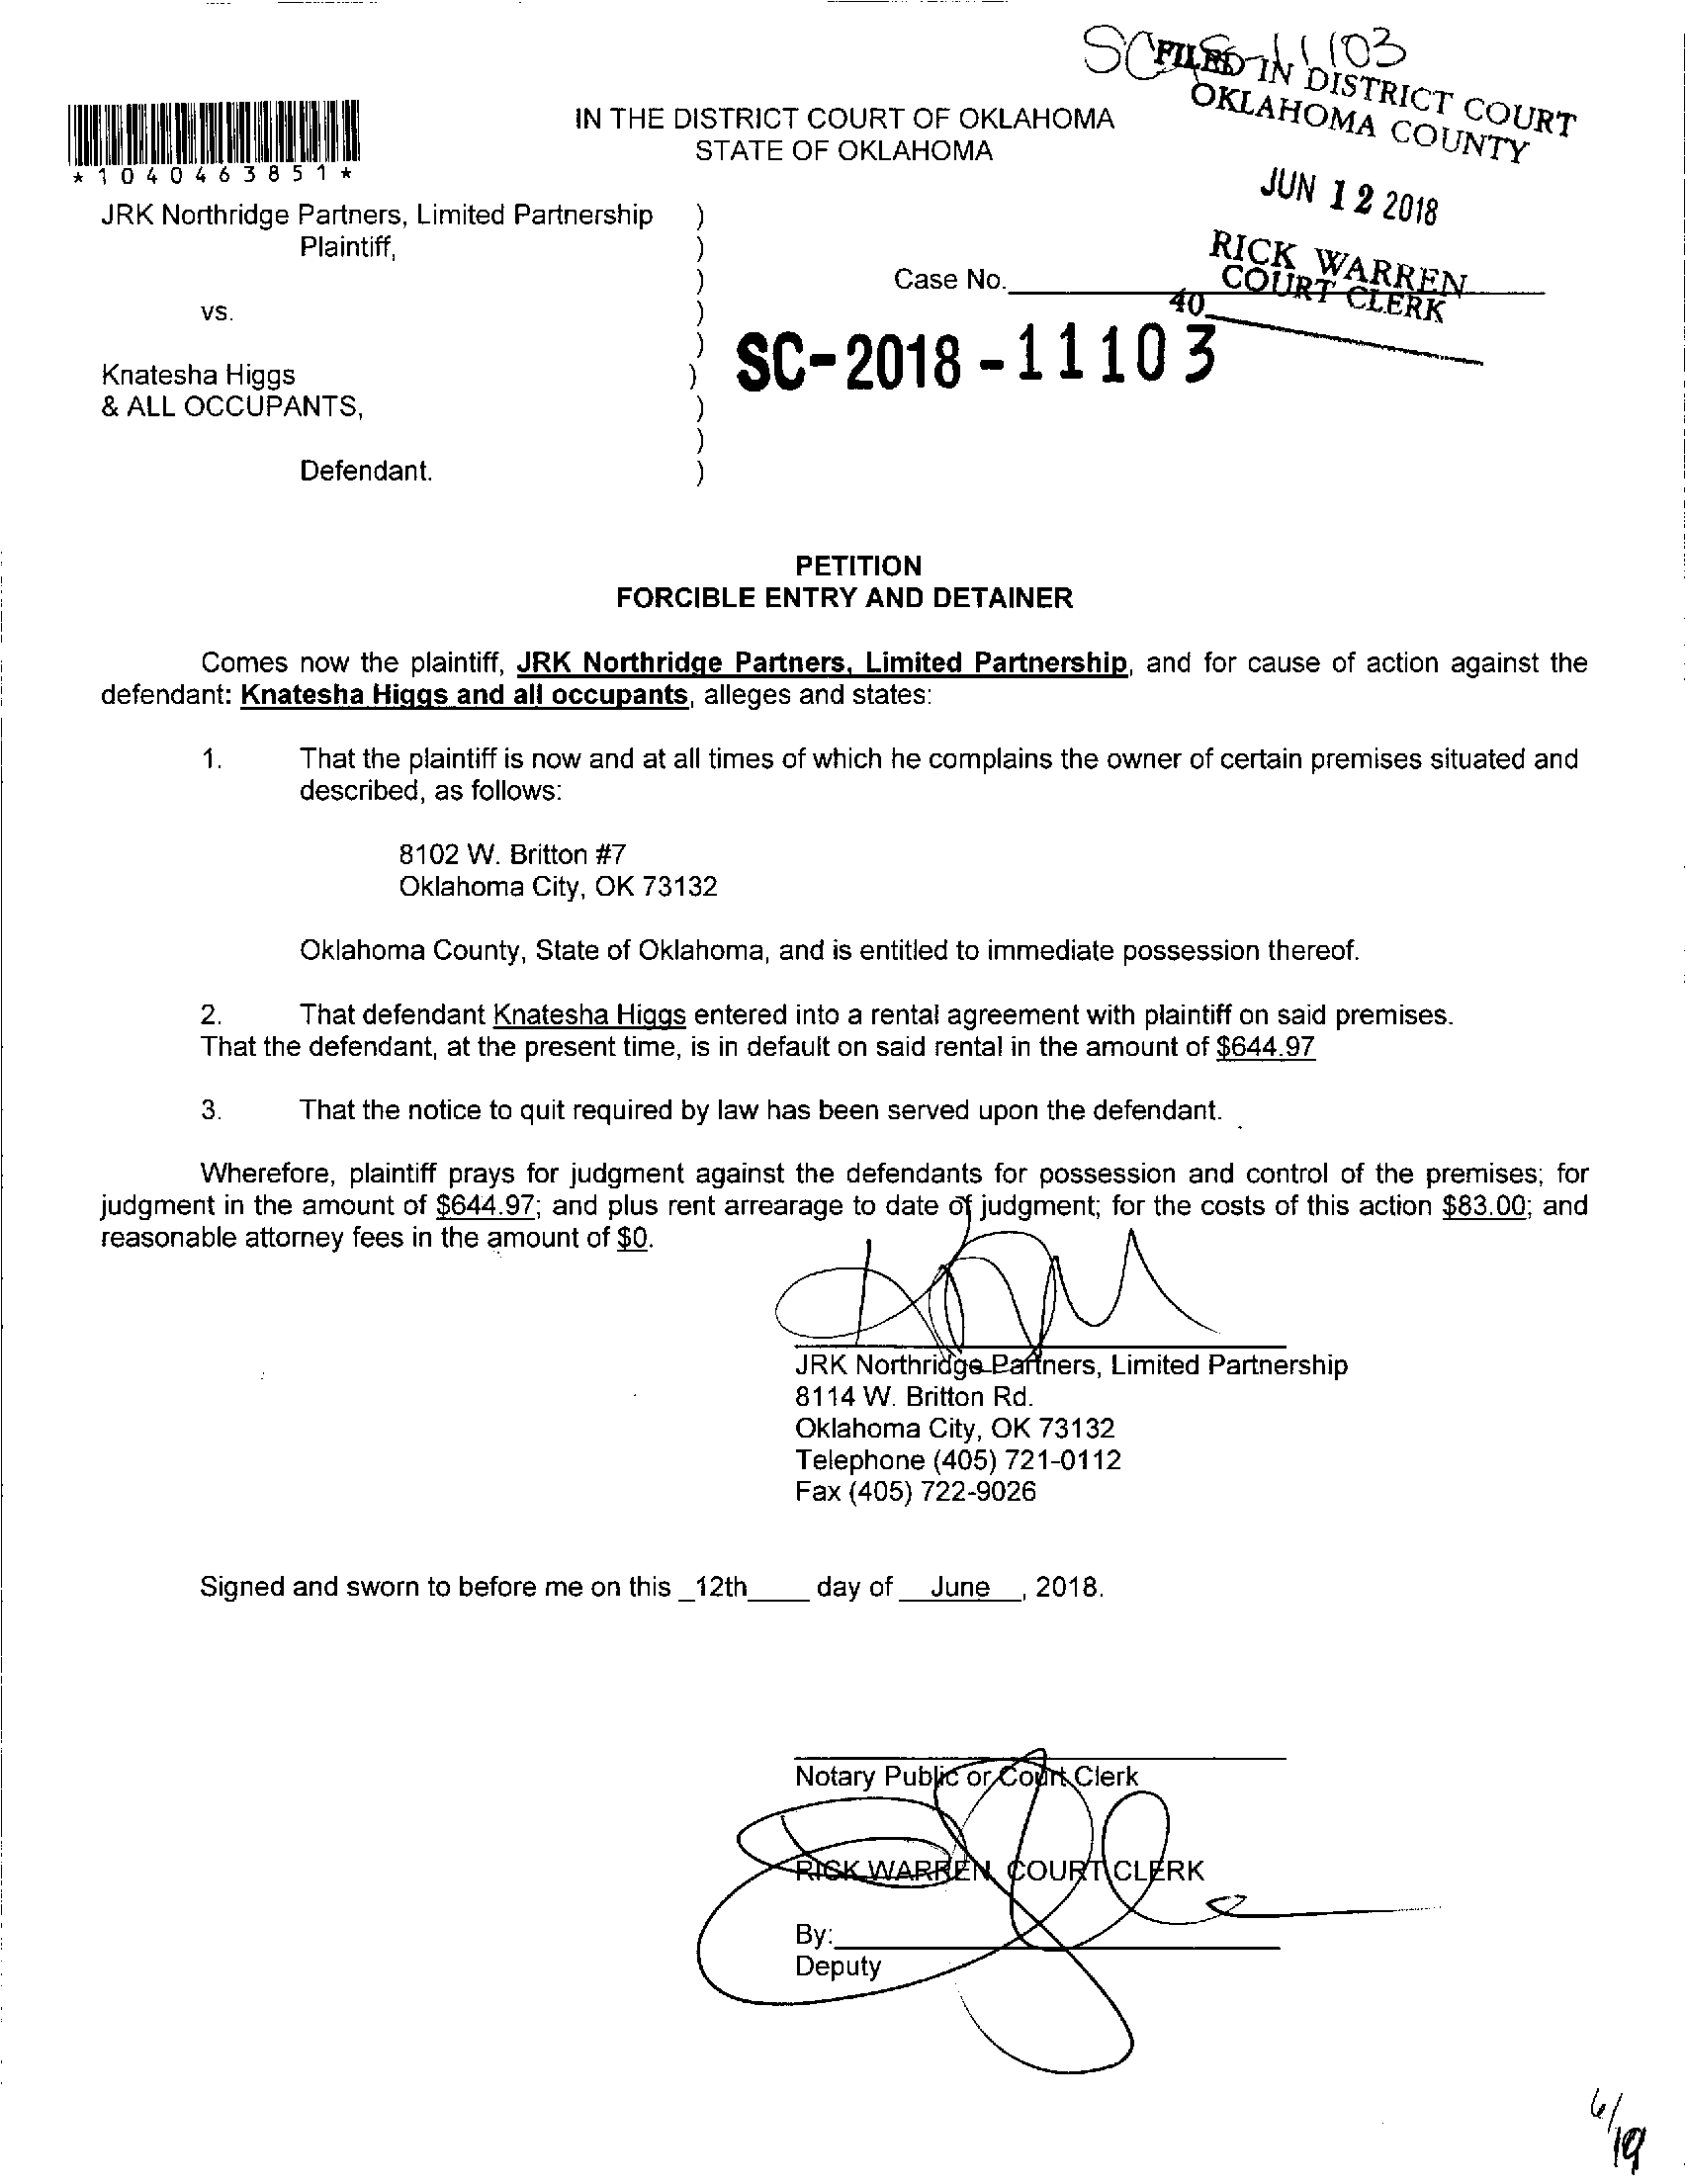 SC-18-11103
FILED IN DISTRICT COURT
OKLAHOMA COUNTY
JUN 12 2018
RICK WARREN
COURT CLERK
40
*1040463851*
IN THE DISTRICT COURT OF OKLAHOMA
STATE OF OKLAHOMA
JRK Northridge Partners, Limited Partnership )
Plaintiff, )
) Case No.
vs. )
) SC-2018-11103
Knatesha Higgs )
& ALL OCCUPANTS, )
)
Defendant. )
PETITION
FORCIBLE ENTRY AND DETAINER
Comes now the plaintiff, JRK Northridge Partners, Limited Partnership, and for cause of action against the
defendant: Knatesha Higgs and all occupants, alleges and states:
1. That the plaintiff is now and at all times of which he complains the owner of certain premises situated and
described, as follows:
8102 W. Britton #7
Oklahoma City, OK 73132
Oklahoma County, State of Oklahoma, and is entitled to immediate possession thereof.
2. That defendant Knatesha Higgs entered into a rental agreement with plaintiff on said premises.
That the defendant, at the present time, is in default on said rental in the amount of $644.97
3. That the notice to quit required by law has been served upon the defendant.
Wherefore, plaintiff prays for judgment against the defendants for possession and control of the premises; for
judgment in the amount of $644.97; and plus rent arrearage to date of judgment; for the costs of this action $83.00; and
reasonable attorney fees in the amount of $0.
JRK Northridge Partners, Limited Partnership
8114 W. Britton Rd.
Oklahoma City, OK 73132
Telephone (405) 721-0112
Fax (405) 722-9026
Signed and sworn to before me on this _12th____ day of __June__, 2018.
Notary Public or Court Clerk
RICK WARREN, COURT CLERK
By:
Deputy
6/19